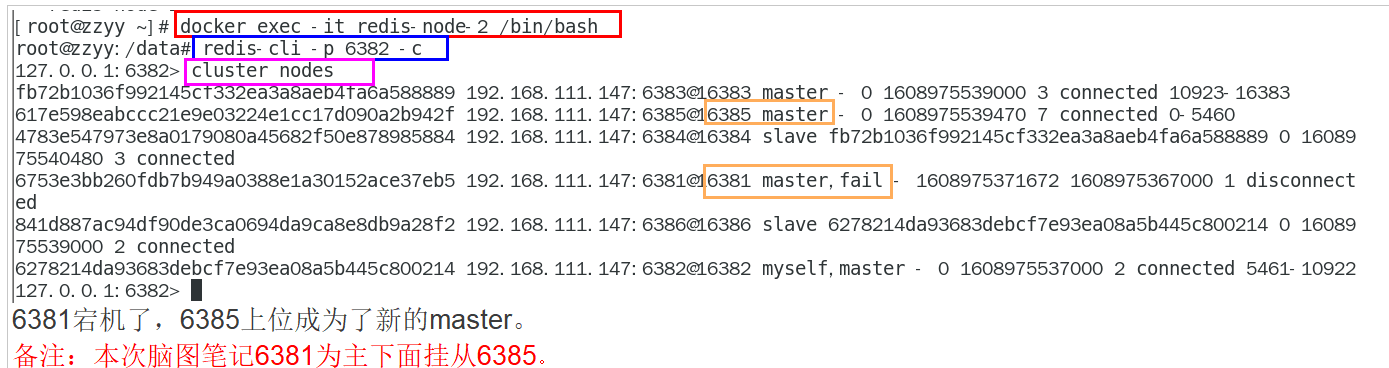 [root@zzyy ~]# docker exec -it redis-node-2 /bin/bash
root@zzyy:/data# redis-cli -p 6382 -c
127.0.0.1:6382> cluster nodes
fb72b1036f992145cf332ea3a8aeb4fa6a588889 192.168.111.147:6383@16383 master - 0 1608975539000 3 connected 10923-16383
617e598eabccc21e9e03224e1cc17d090a2b942f 192.168.111.147:6385@16385 master - 0 1608975539470 7 connected 0-5460
4783e547973e8a0179080a45682f50e878985884 192.168.111.147:6384@16384 slave fb72b1036f992145cf332ea3a8aeb4fa6a588889 0 16089
75540480 3 connected
6753e3bb260fdb7b949a0388e1a30152ace37eb5 192.168.111.147:6381@16381 master,fail - 1608975371672 1608975367000 1 disconnect
ed
841d887ac94df90de3ca0694da9ca8e8db9a28f2 192.168.111.147:6386@16386 slave 6278214da93683debcf7e93ea08a5b445c800214 0 16089
75539000 2 connected
6278214da93683debcf7e93ea08a5b445c800214 192.168.111.147:6382@16382 myself,master - 0 1608975537000 2 connected 5461-10922
127.0.0.1:6382>
6381宕机了，6385上位成为了新的master。
备注：本次脑图笔记6381为主下面挂从6385.